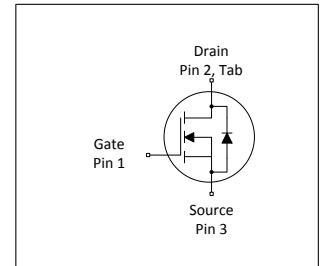 Drain
Pin 2, Tab
Gate
Pin 1
Source
Pin 3